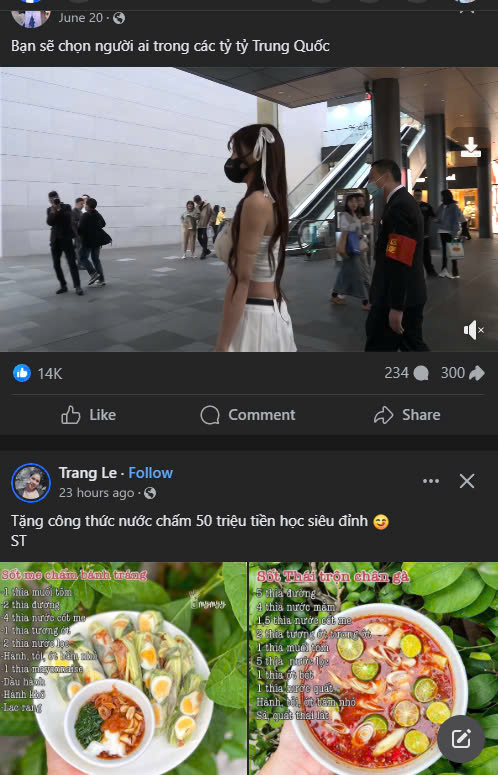 June 20 ·
Bạn sẽ chọn người ai trong các tỷ tỷ Trung Quốc
14K
234
300
Like
Comment
Share
Trang Le · Follow
23 hours ago ·
Tặng công thức nước chấm 50 triệu tiền học siêu đỉnh
ST
Sốt me chấm bánh tráng
1 thìa muối tôm
2 thìa đường
4 thìa nước cốt me
1 thìa tương ớt
2 thìa nước lọc
Hành, tỏi, ớt băm nhỏ
1 thìa mayonnaise
Dầu hành
Hành khô
Lạc rang
Sốt Thái trộn chân gà
5 thìa đường
4 thìa nước mắm
1,5 thìa nước cốt me
2 thìa tương ớt
1 thìa muối tôm
5 thìa nước lọc
1 thìa ớt bột
1 thìa nước quất
Hành, tỏi, ớt băm nhỏ
Sả, quất thái lát